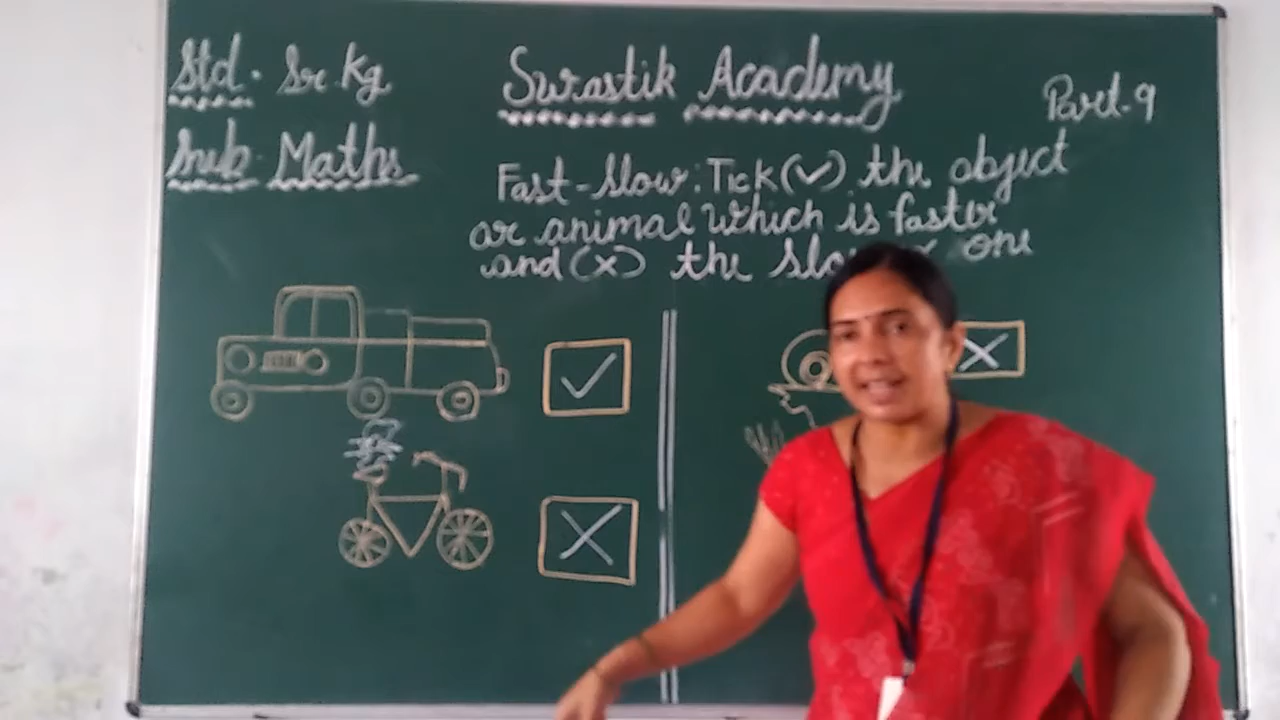 Std. Sr. Kg
Swastik Academy
Part-9
Sub. Maths
Fast-Slow: Tick (✓) the object
or animal which is faster
and (x) the one